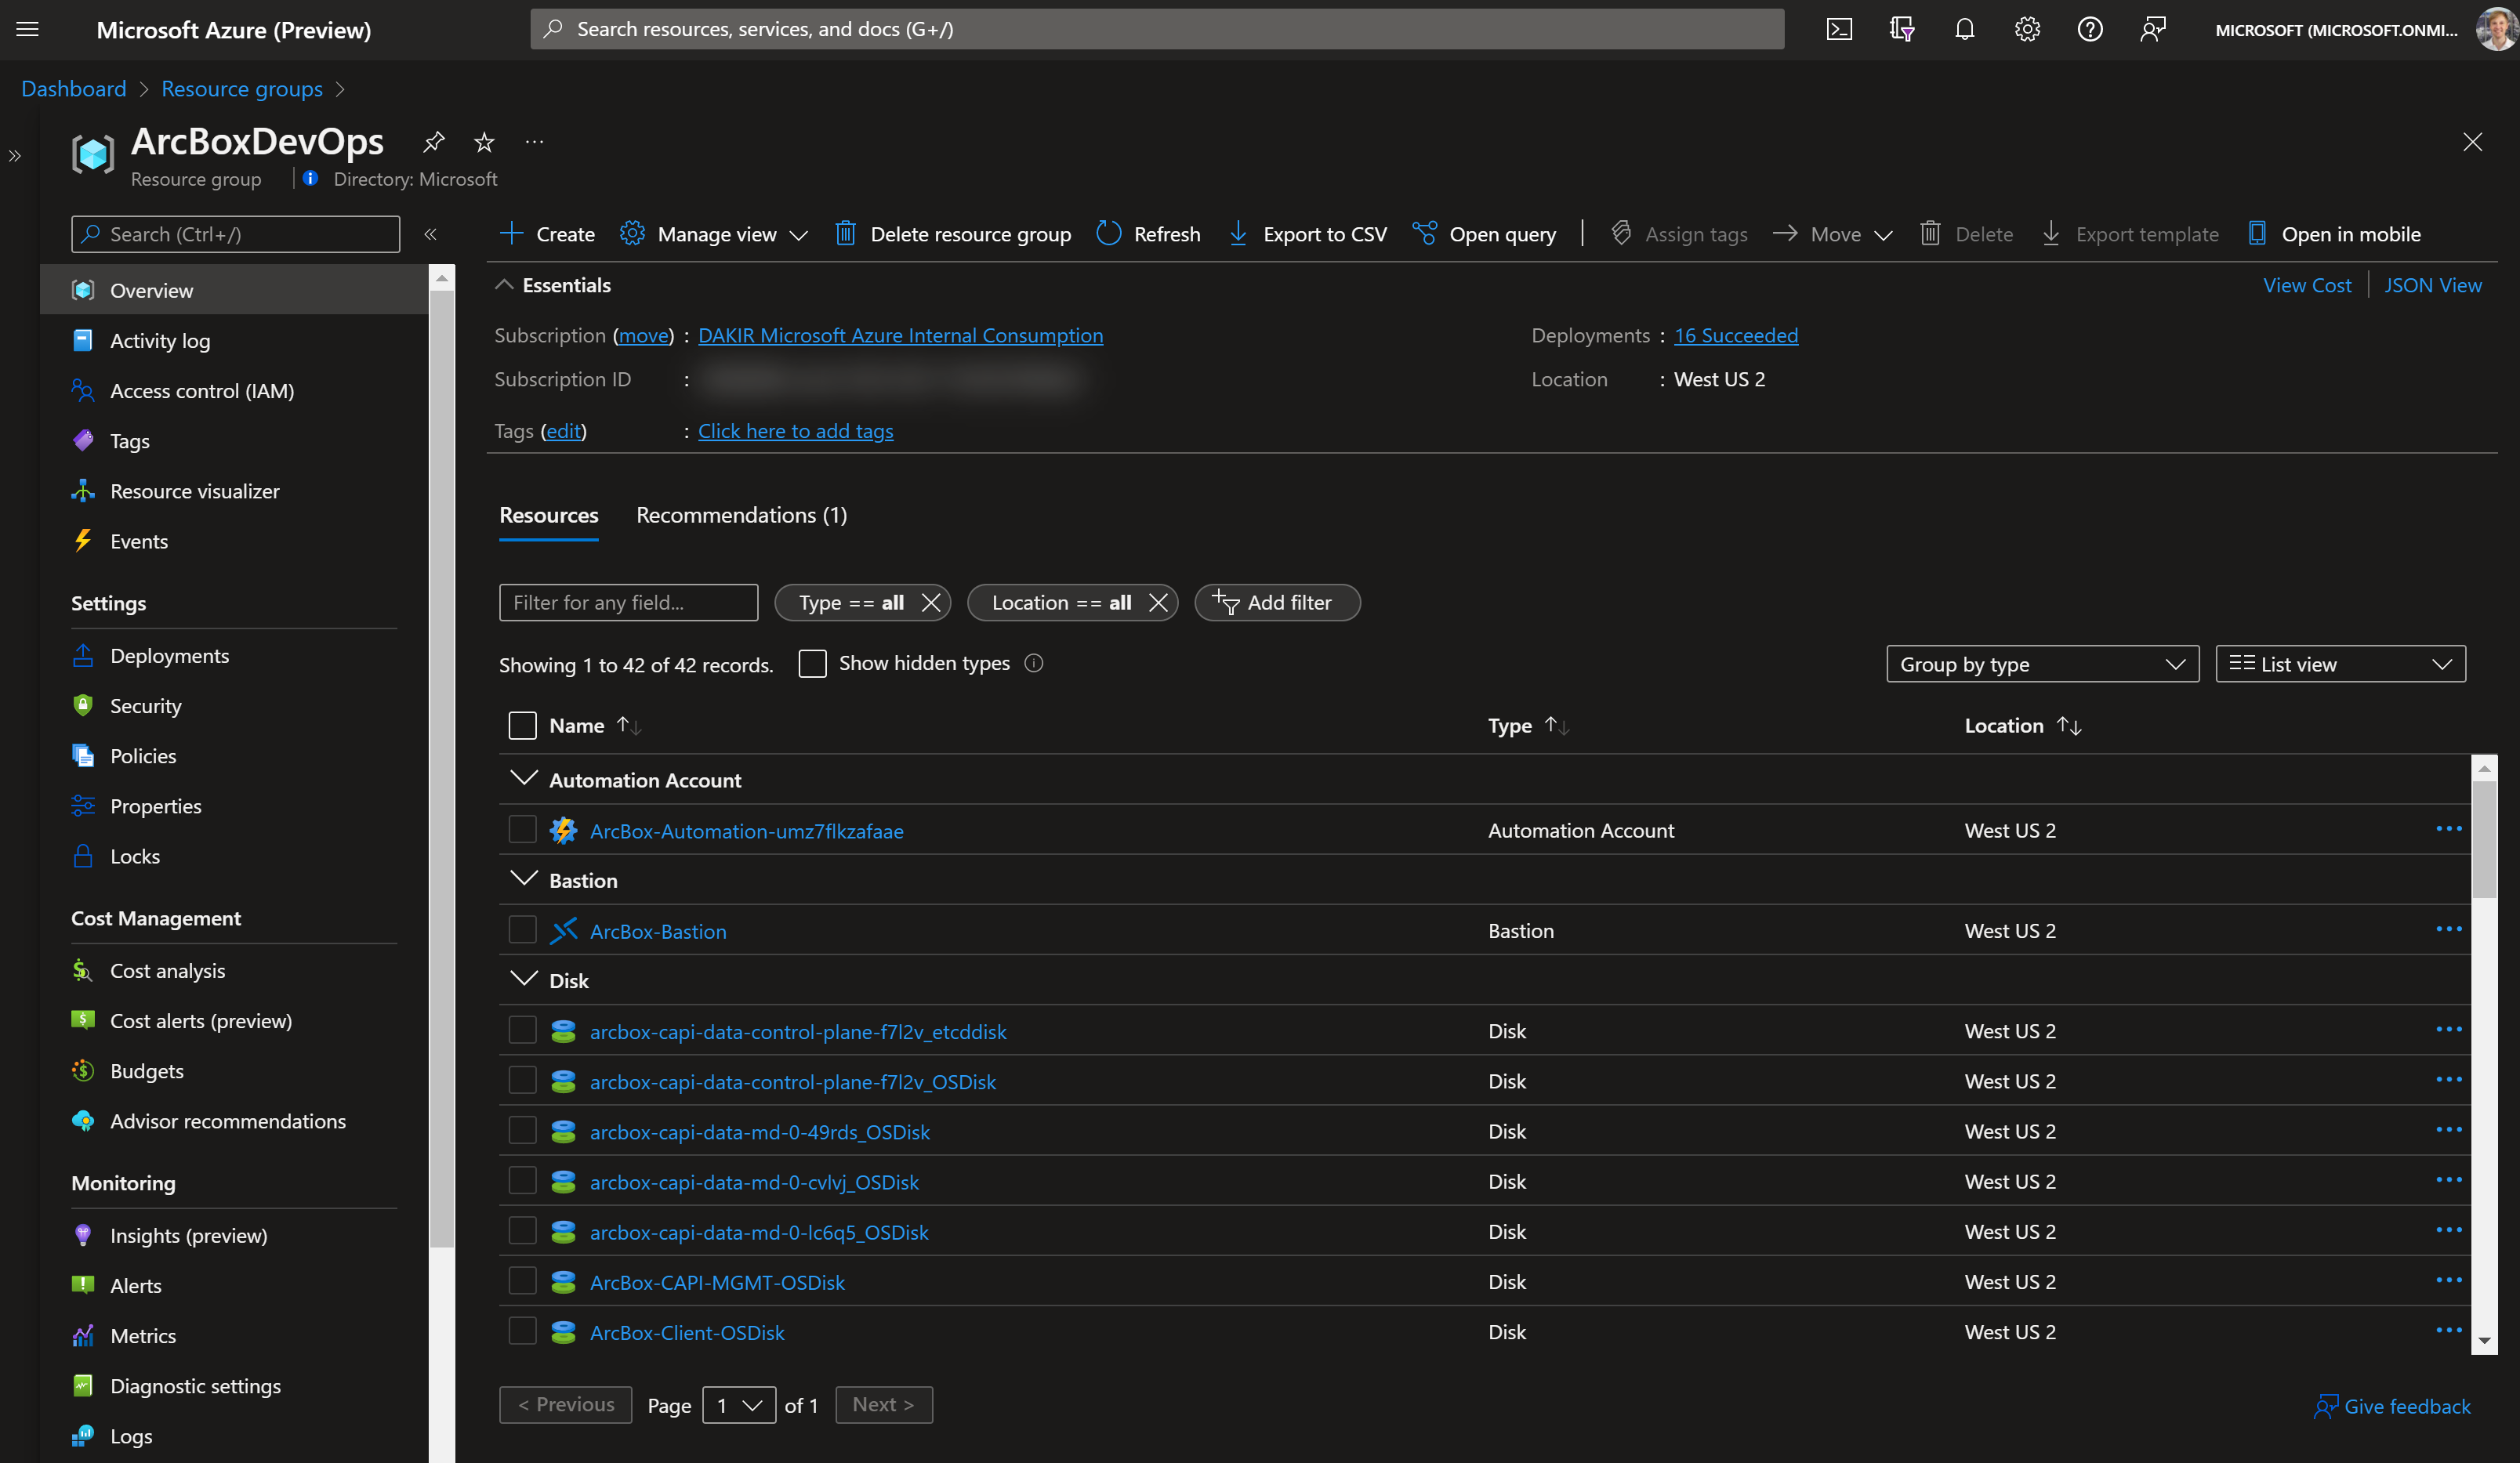 Microsoft Azure (Preview)
Search resources, services, and docs (G+/)
MICROSOFT (MICROSOFT.ONMI...
Dashboard > Resource groups >
ArcBoxDevOps
Resource group
Directory: Microsoft
Search (Ctrl+/)
Overview
Activity log
Access control (IAM)
Tags
Resource visualizer
Events
Settings
Deployments
Security
Policies
Properties
Locks
Cost Management
Cost analysis
Cost alerts (preview)
Budgets
Advisor recommendations
Monitoring
Insights (preview)
Alerts
Metrics
Diagnostic settings
Logs
Create Manage view Delete resource group Refresh Export to CSV Open query Assign tags Move Delete Export template Open in mobile
Essentials
View Cost JSON View
Subscription (move) : DAKIR Microsoft Azure Internal Consumption
Deployments : 16 Succeeded
Subscription ID :
Location : West US 2
Tags (edit) : Click here to add tags
Resources Recommendations (1)
Filter for any field... Type == all Location == all Add filter
Showing 1 to 42 of 42 records. Show hidden types
Group by type List view
Name Type Location
Automation Account
ArcBox-Automation-umz7flkzafaae Automation Account West US 2
Bastion
ArcBox-Bastion Bastion West US 2
Disk
arcbox-capi-data-control-plane-f7l2v_etcddisk Disk West US 2
arcbox-capi-data-control-plane-f7l2v_OSDisk Disk West US 2
arcbox-capi-data-md-0-49rds_OSDisk Disk West US 2
arcbox-capi-data-md-0-cvlvj_OSDisk Disk West US 2
arcbox-capi-data-md-0-lc6q5_OSDisk Disk West US 2
ArcBox-CAPI-MGMT-OSDisk Disk West US 2
ArcBox-Client-OSDisk Disk West US 2
< Previous Page 1 of 1 Next >
Give feedback